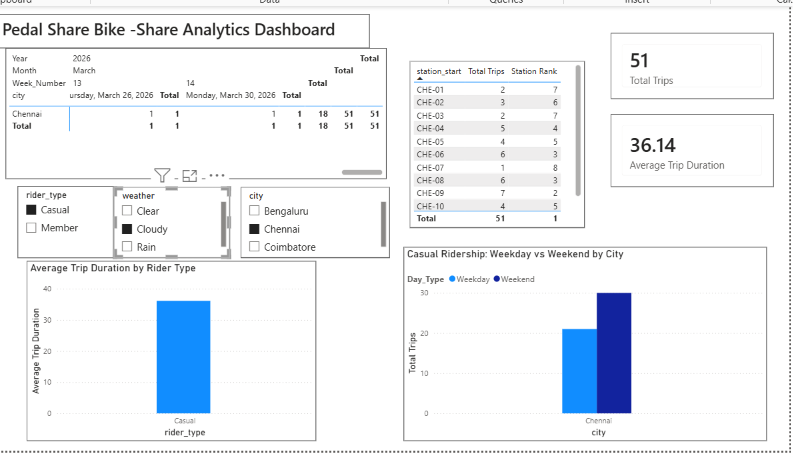 Data
Queries
Insert
Pedal Share Bike -Share Analytics Dashboard
Year 2026 Total
Month March Total
Week_Number 13 14 Total
city ursday, March 26, 2026 Total Monday, March 30, 2026 Total
Chennai 1 1 1 1 18 51 51
Total 1 1 1 1 18 51 51
station_start Total Trips Station Rank
CHE-01 2 7
CHE-02 3 6
CHE-03 2 7
CHE-04 5 4
CHE-05 4 5
CHE-06 6 3
CHE-07 1 8
CHE-08 6 3
CHE-09 7 2
CHE-10 4 5
Total 51 1
51
Total Trips
36.14
Average Trip Duration
rider_type
Casual
Member
weather
Clear
Cloudy
Rain
city
Bengaluru
Chennai
Coimbatore
Average Trip Duration by Rider Type
Average Trip Duration
40
30
20
10
0
Casual
rider_type
Casual Ridership: Weekday vs Weekend by City
Day_Type Weekday Weekend
Total Trips
30
20
10
0
Chennai
city